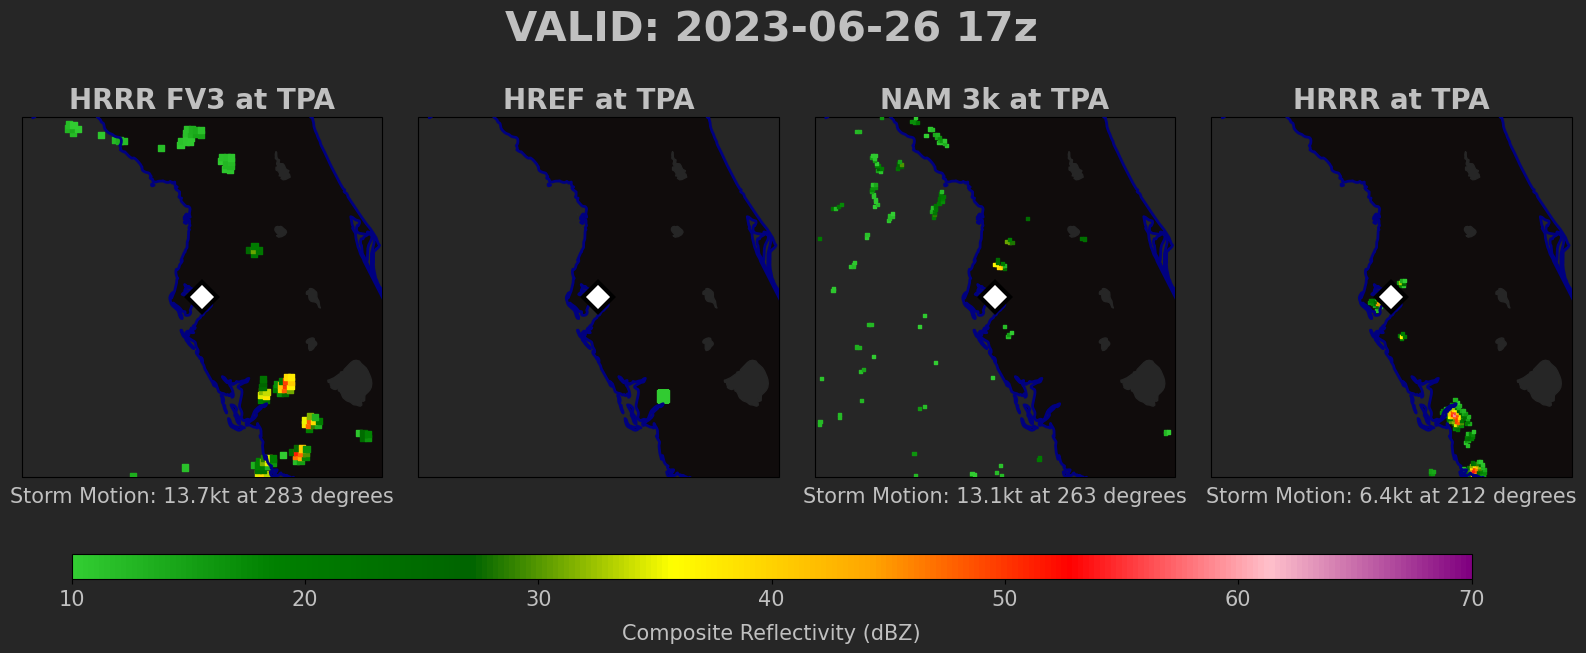 VALID: 2023-06-26 17z
HRRR FV3 at TPA
HREF at TPA
NAM 3k at TPA
HRRR at TPA
Storm Motion: 13.7kt at 283 degrees
Storm Motion: 13.1kt at 263 degrees
Storm Motion: 6.4kt at 212 degrees
10 20 30 40 50 60 70
Composite Reflectivity (dBZ)